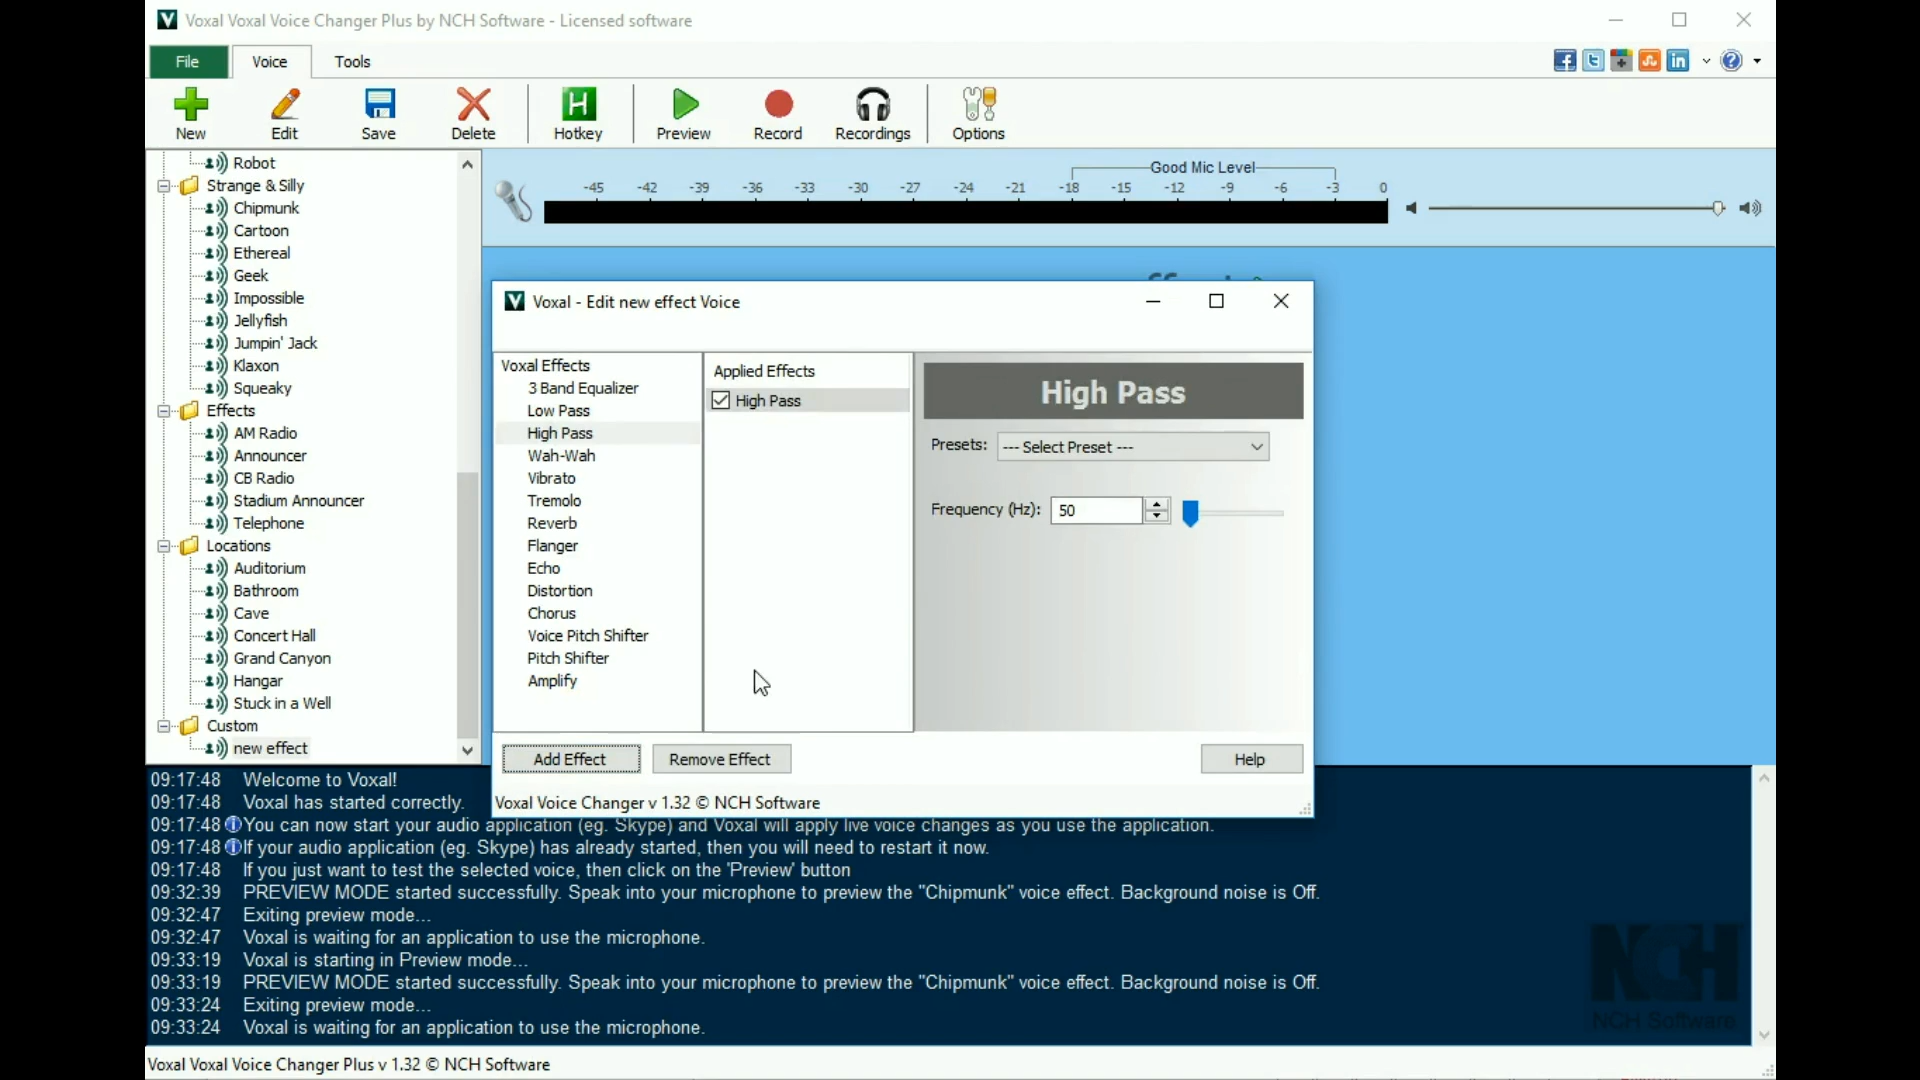 Voxal Voxal Voice Changer Plus by NCH Software - Licensed software
File Voice Tools
New Edit Save Delete Hotkey Preview Record Recordings Options
Robot
Strange & Silly
Chipmunk
Cartoon
Ethereal
Geek
Impossible
Jellyfish
Jumpin' Jack
Klaxon
Squeaky
Effects
AM Radio
Announcer
CB Radio
Stadium Announcer
Telephone
Locations
Auditorium
Bathroom
Cave
Concert Hall
Grand Canyon
Hangar
Stuck in a Well
Custom
new effect
Good Mic Level
-45 -42 -39 -36 -33 -30 -27 -24 -21 -18 -15 -12 -9 -6 -3 0
Voxal - Edit new effect Voice
Voxal Effects
3 Band Equalizer
Low Pass
High Pass
Wah-Wah
Vibrato
Tremolo
Reverb
Flanger
Echo
Distortion
Chorus
Voice Pitch Shifter
Pitch Shifter
Amplify
Applied Effects
High Pass
High Pass
Presets: --- Select Preset ---
Frequency (Hz): 50
Add Effect Remove Effect Help
Voxal Voice Changer v 1.32 © NCH Software
09:17:48 Welcome to Voxal!
09:17:48 Voxal has started correctly.
09:17:48 You can now start your audio application (eg. Skype) and Voxal will apply live voice changes as you use the application.
09:17:48 If your audio application (eg. Skype) has already started, then you will need to restart it now.
09:17:48 If you just want to test the selected voice, then click on the 'Preview' button
09:32:39 PREVIEW MODE started successfully. Speak into your microphone to preview the "Chipmunk" voice effect. Background noise is Off.
09:32:47 Exiting preview mode...
09:32:47 Voxal is waiting for an application to use the microphone.
09:33:19 Voxal is starting in Preview mode...
09:33:19 PREVIEW MODE started successfully. Speak into your microphone to preview the "Chipmunk" voice effect. Background noise is Off.
09:33:24 Exiting preview mode...
09:33:24 Voxal is waiting for an application to use the microphone.
NCH
NCH Software
Voxal Voxal Voice Changer Plus v 1.32 © NCH Software